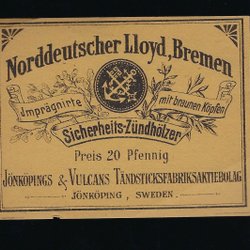 Norddeutscher Lloyd, Bremen
Imprägnirte
mit braunen Köpfen
Sicherheits-Zündhölzer
Preis 20 Pfennig
JÖNKÖPINGS & VULCANS TÄNDSTICKSFABRIKSAKTIEBOLAG
JÖNKÖPING, SWEDEN.